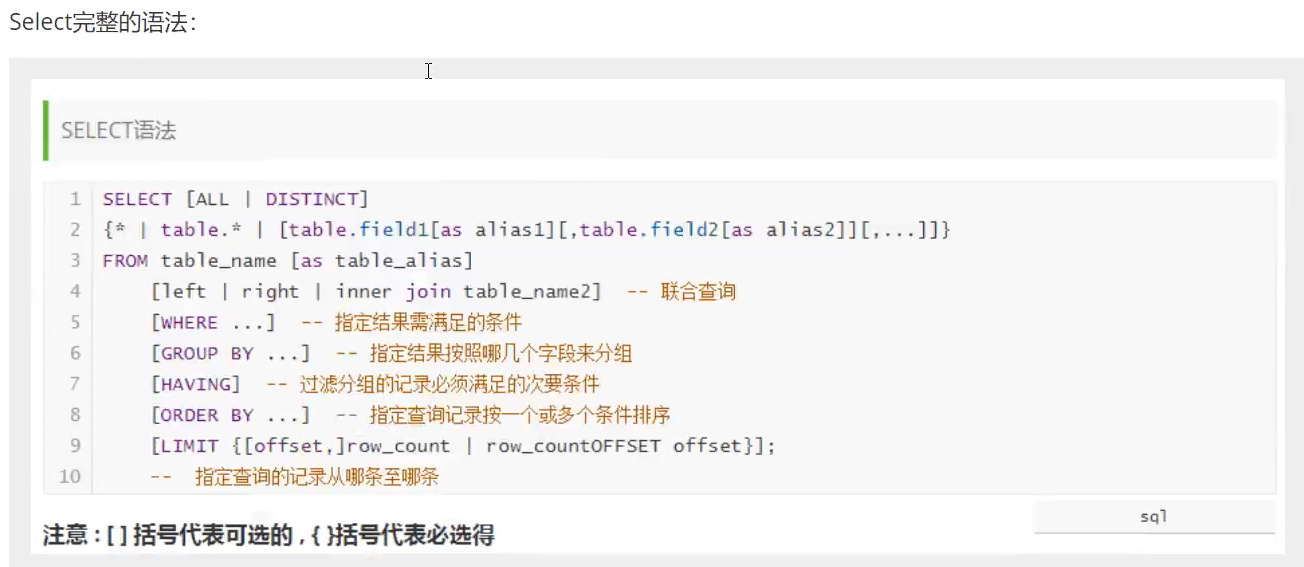 Select完整的语法：
SELECT语法
1 SELECT [ALL | DISTINCT]
2 {* | table.* | [table.field1[as alias1][,table.field2[as alias2]][,...]]}
3 FROM table_name [as table_alias]
4 [left | right | inner join table_name2] -- 联合查询
5 [WHERE ...] -- 指定结果需满足的条件
6 [GROUP BY ...] -- 指定结果按照哪几个字段来分组
7 [HAVING] -- 过滤分组的记录必须满足的次要条件
8 [ORDER BY ...] -- 指定查询记录按一个或多个条件排序
9 [LIMIT {[offset,]row_count | row_countOFFSET offset}];
10 -- 指定查询的记录从哪条至哪条
sql
注意 : [ ] 括号代表可选的 , { }括号代表必选得